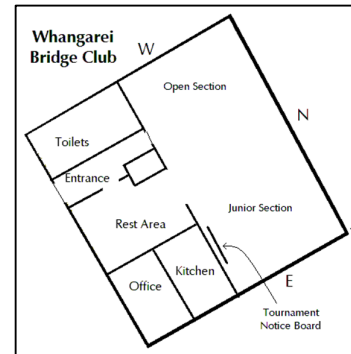 Whangarei
Bridge Club
W
Open Section
N
Toilets
Entrance
Junior Section
Rest Area
Kitchen
Office
E
Tournament
Notice Board